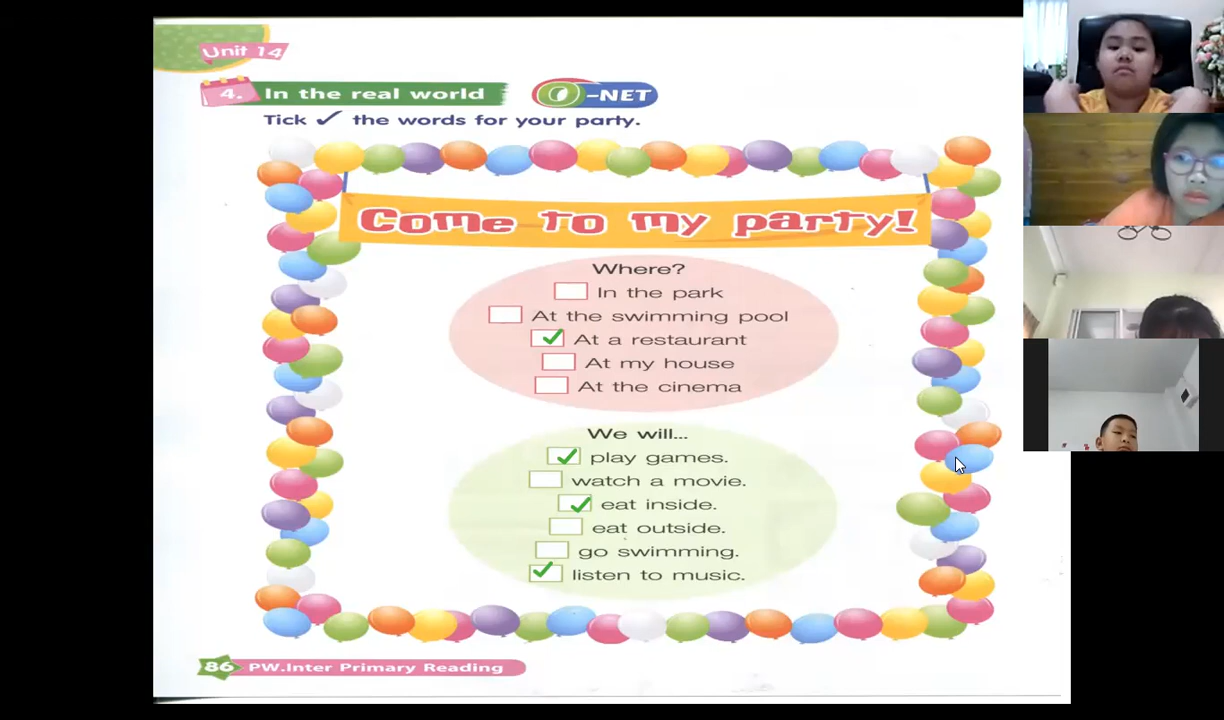 Unit 14
4. In the real world
O-NET
Tick ✓ the words for your party.
Come to my party!
Where?
In the park
At the swimming pool
✓ At a restaurant
At my house
At the cinema
We will...
✓ play games.
watch a movie.
✓ eat inside.
eat outside.
go swimming.
✓ listen to music.
86 PW.Inter Primary Reading